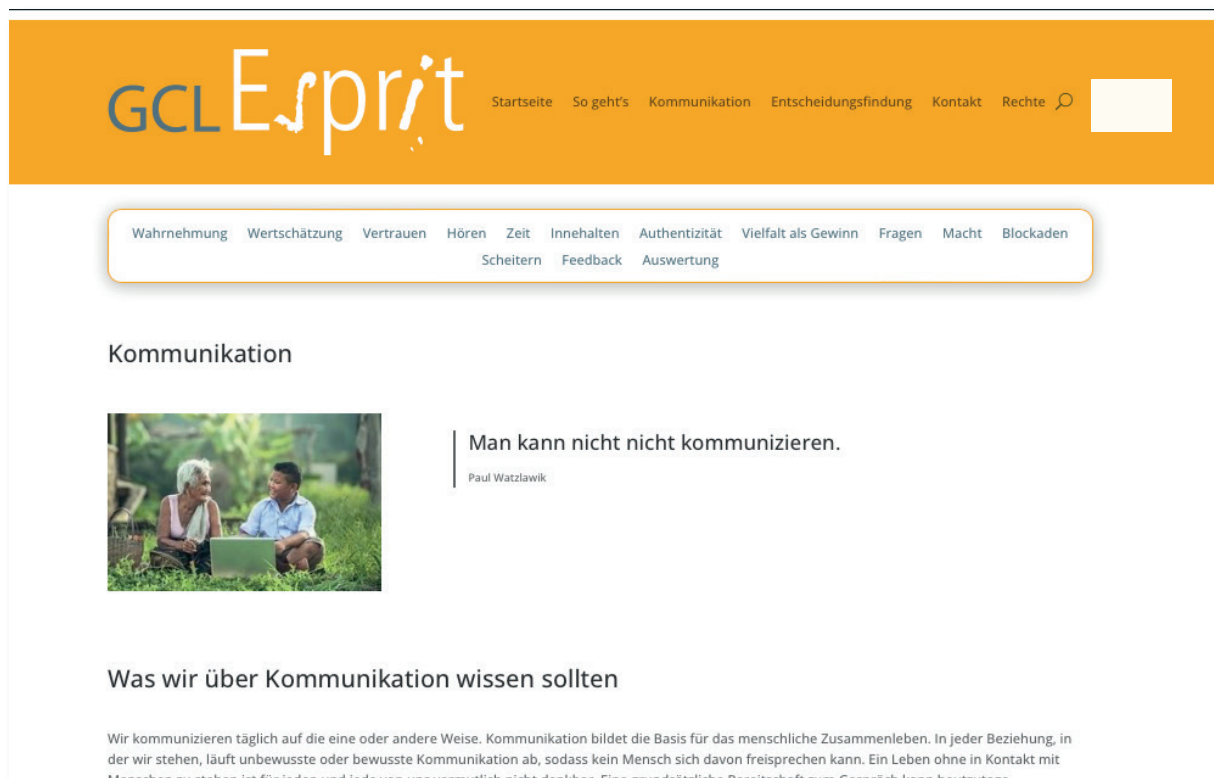 GCL Esprit
Startseite So geht's Kommunikation Entscheidungsfindung Kontakt Rechte
Wahrnehmung Wertschätzung Vertrauen Hören Zeit Innehalten Authentizität Vielfalt als Gewinn Fragen Macht Blockaden
Scheitern Feedback Auswertung
Kommunikation
Man kann nicht nicht kommunizieren.
Paul Watzlawik
Was wir über Kommunikation wissen sollten
Wir kommunizieren täglich auf die eine oder andere Weise. Kommunikation bildet die Basis für das menschliche Zusammenleben. In jeder Beziehung, in
der wir stehen, läuft unbewusste oder bewusste Kommunikation ab, sodass kein Mensch sich davon freisprechen kann. Ein Leben ohne in Kontakt mit